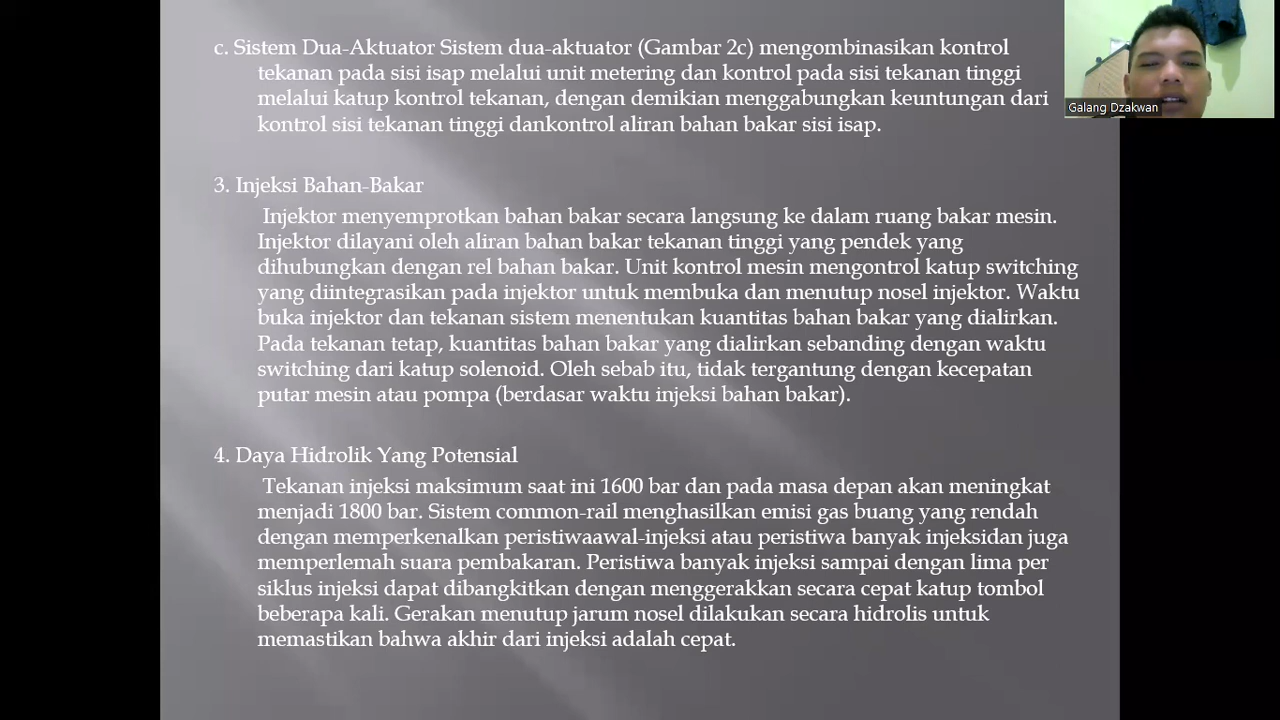 c. Sistem Dua-Aktuator Sistem dua-aktuator (Gambar 2c) mengombinasikan kontrol
tekanan pada sisi isap melalui unit metering dan kontrol pada sisi tekanan tinggi
melalui katup kontrol tekanan, dengan demikian menggabungkan keuntungan dari
kontrol sisi tekanan tinggi dankontrol aliran bahan bakar sisi isap.
Galang Dzakwan
3. Injeksi Bahan-Bakar
Injektor menyemprotkan bahan bakar secara langsung ke dalam ruang bakar mesin.
Injektor dilayani oleh aliran bahan bakar tekanan tinggi yang pendek yang
dihubungkan dengan rel bahan bakar. Unit kontrol mesin mengontrol katup switching
yang diintegrasikan pada injektor untuk membuka dan menutup nosel injektor. Waktu
buka injektor dan tekanan sistem menentukan kuantitas bahan bakar yang dialirkan.
Pada tekanan tetap, kuantitas bahan bakar yang dialirkan sebanding dengan waktu
switching dari katup solenoid. Oleh sebab itu, tidak tergantung dengan kecepatan
putar mesin atau pompa (berdasar waktu injeksi bahan bakar).
4. Daya Hidrolik Yang Potensial
Tekanan injeksi maksimum saat ini 1600 bar dan pada masa depan akan meningkat
menjadi 1800 bar. Sistem common-rail menghasilkan emisi gas buang yang rendah
dengan memperkenalkan peristiwaawal-injeksi atau peristiwa banyak injeksidan juga
memperlemah suara pembakaran. Peristiwa banyak injeksi sampai dengan lima per
siklus injeksi dapat dibangkitkan dengan menggerakkan secara cepat katup tombol
beberapa kali. Gerakan menutup jarum nosel dilakukan secara hidrolis untuk
memastikan bahwa akhir dari injeksi adalah cepat.